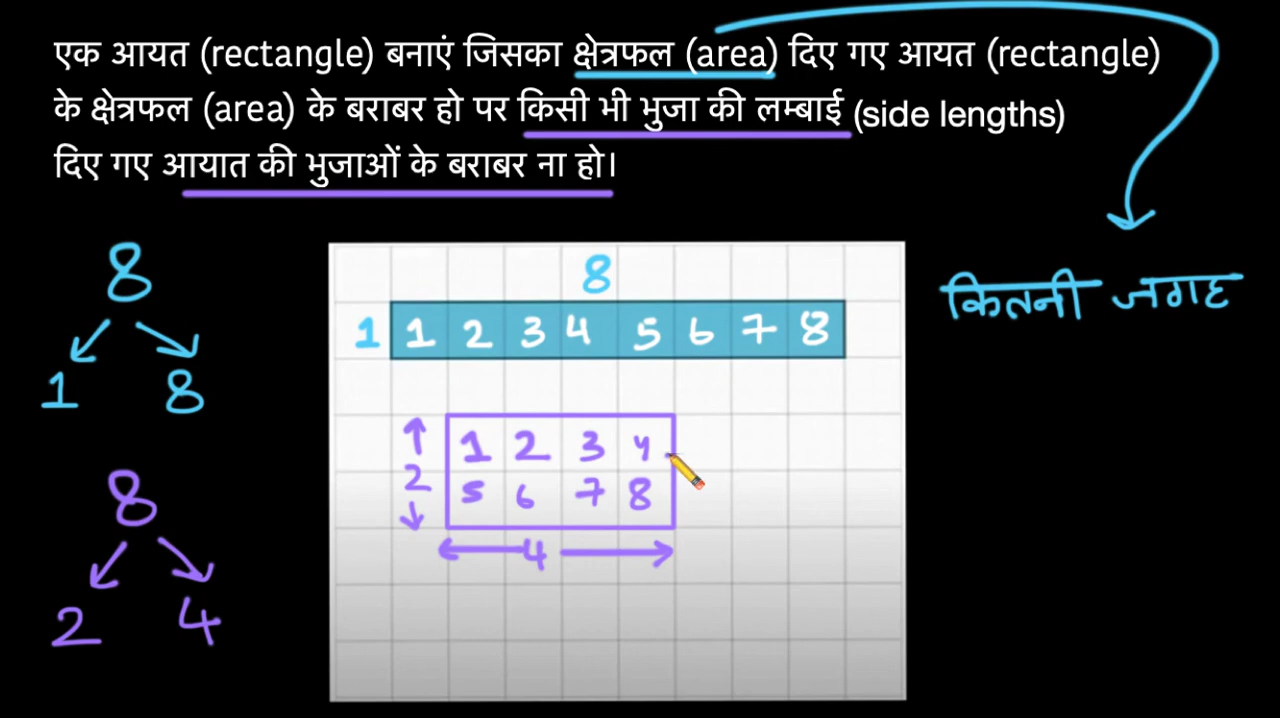 एक आयत (rectangle) बनाएं जिसका क्षेत्रफल (area) दिए गए आयत (rectangle)
के क्षेत्रफल (area) के बराबर हो पर किसी भी भुजा की लम्बाई (side lengths)
दिए गए आयात की भुजाओं के बराबर ना हो।
8
1 8
8
2 4
8
1 1 2 3 4 5 6 7 8
1 2 3 4
2
5 6 7 8
4
कितनी जगह